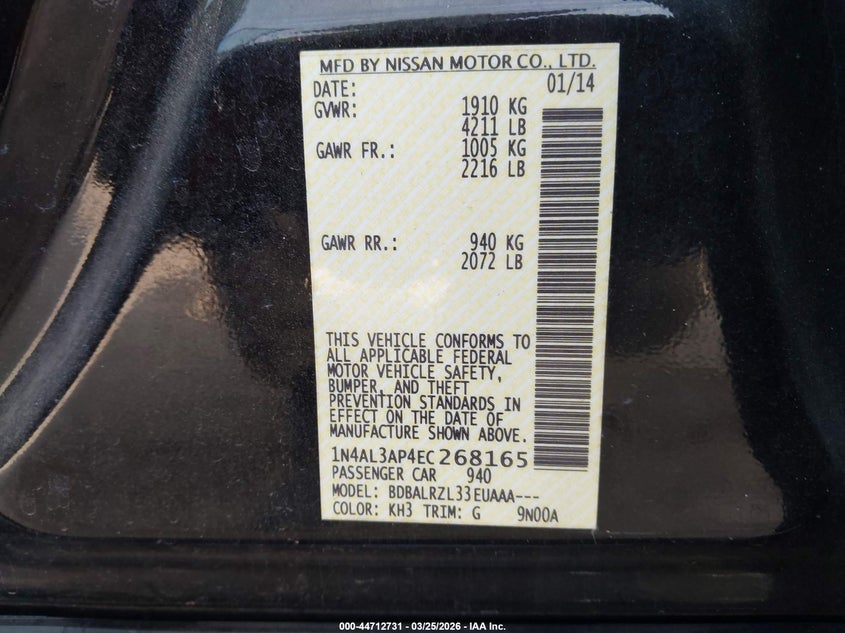 MFD BY NISSAN MOTOR CO., LTD.
DATE: 01/14
GVWR: 1910 KG
4211 LB
GAWR FR.: 1005 KG
2216 LB
GAWR RR.: 940 KG
2072 LB
THIS VEHICLE CONFORMS TO
ALL APPLICABLE FEDERAL
MOTOR VEHICLE SAFETY,
BUMPER, AND THEFT
PREVENTION STANDARDS IN
EFFECT ON THE DATE OF
MANUFACTURE SHOWN ABOVE.
1N4AL3AP4EC268165
PASSENGER CAR 940
MODEL: BDBALRZL33EUAAA---
COLOR: KH3 TRIM: G 9N00A
000-44712731 - 03/25/2026 - IAA Inc.